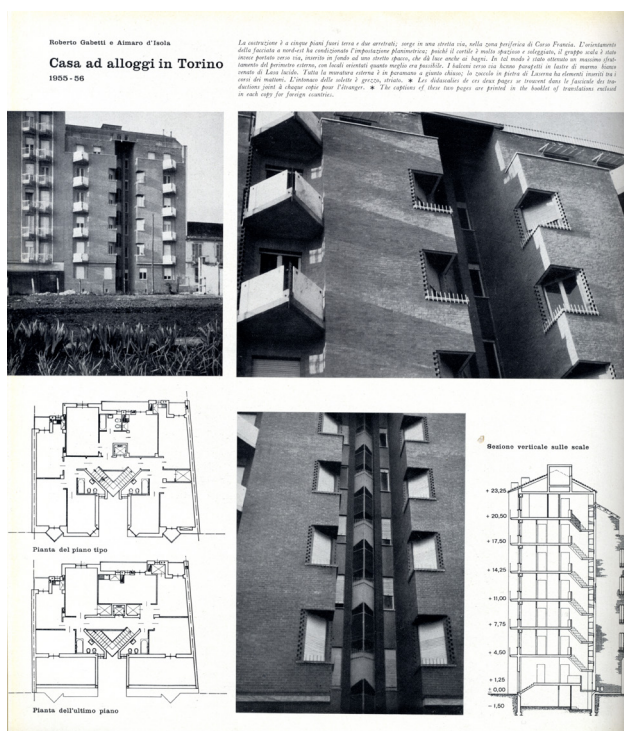 Roberto Gabetti e Aimaro d'Isola
Casa ad alloggi in Torino
1955 - 56
La costruzione è a cinque piani fuori terra e due arretrati; sorge in una stretta via, nella zona periferica di Corso Francia. L'orientamento
della facciata a nord-est ha condizionato l'impostazione planimetrica; poiché il cortile è molto spazioso e soleggiato, il gruppo scala è stato
invece portato verso via, inserito in fondo ad uno stretto spacco, che dà luce anche ai bagni. In tal modo è stato ottenuto un massimo sfrut-
tamento del perimetro esterno, con locali orientati quanto meglio era possibile. I balconi verso via hanno parapetti in lastre di marmo bianco
venato di Lasa lucido. Tutta la muratura esterna è in paramano a giunto chiuso; lo zoccolo in pietra di Luserna ha elementi inseriti tra i
corsi dei mattoni. L'intonaco delle solette è grezzo, striato. * Les didascalies de ces deux pages se trouvent dans le fascicule des tra-
ductions joint à chaque copie pour l'étranger. * The captions of these two pages are printed in the booklet of translations enclosed
in each copy for foreign countries.
Pianta del piano tipo
Pianta dell'ultimo piano
Sezione verticale sulle scale
+ 23,25
+ 20,50
+ 17,50
+ 14,25
+ 11,00
+ 7,75
+ 4,50
+ 1,25
± 0,00
− 1,50